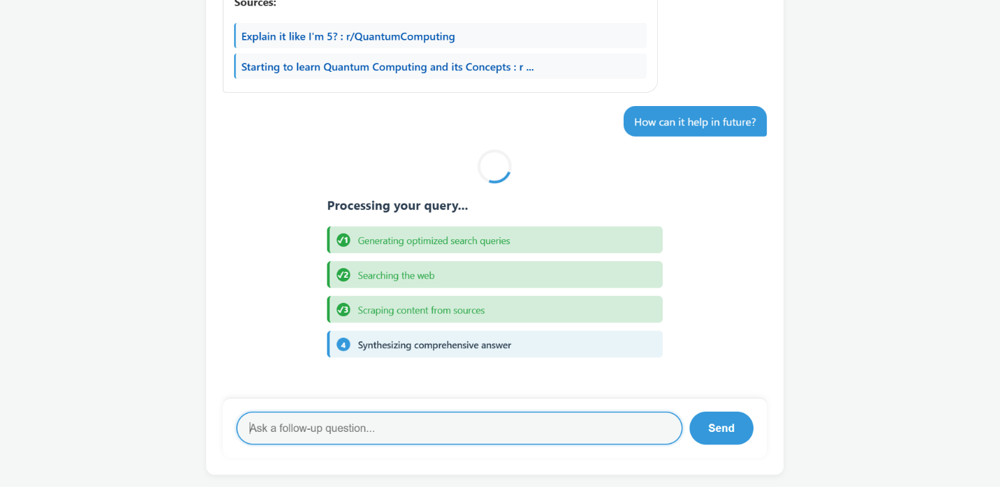 Sources:
Explain it like I'm 5? : r/QuantumComputing
Starting to learn Quantum Computing and its Concepts : r ...
How can it help in future?
Processing your query...
✓1 Generating optimized search queries
✓2 Searching the web
✓3 Scraping content from sources
4 Synthesizing comprehensive answer
Ask a follow-up question...
Send